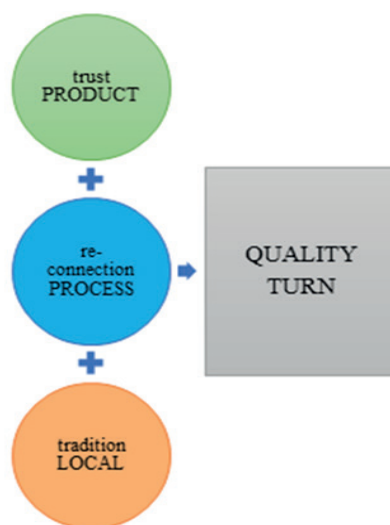 trust
PRODUCT
re-
connection
PROCESS
QUALITY
TURN
tradition
LOCAL